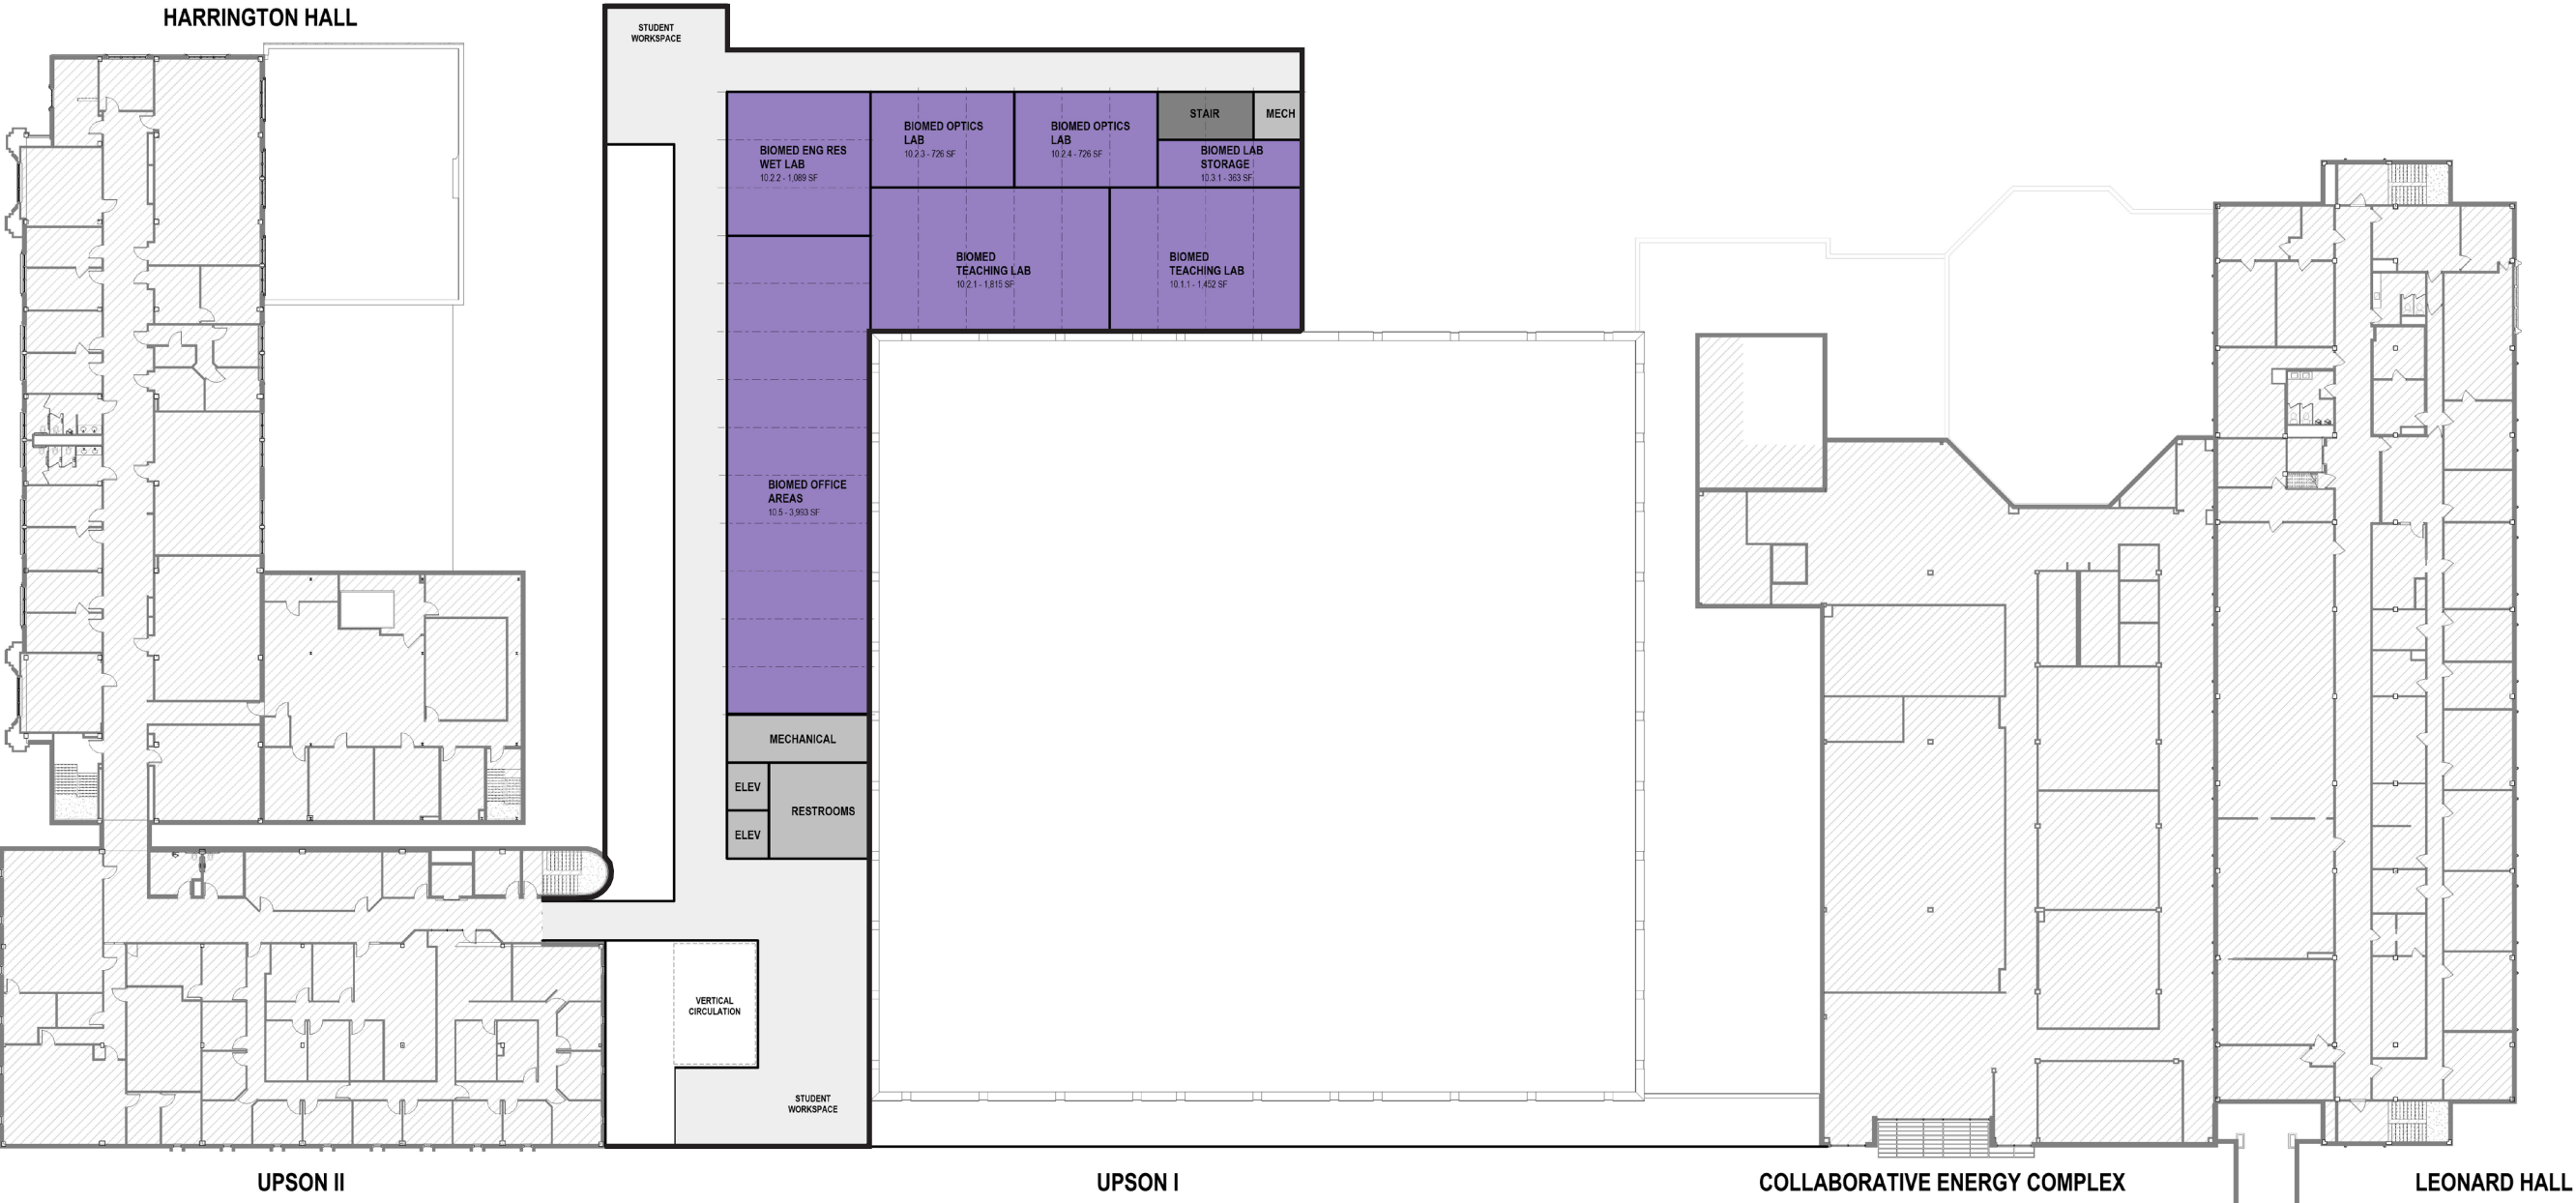 HARRINGTON HALL
STUDENT
WORKSPACE
BIOMED ENG RES
WET LAB
10.2.2 - 1,089 SF
BIOMED OPTICS
LAB
10.2.3 - 726 SF
BIOMED OPTICS
LAB
10.2.4 - 726 SF
STAIR
MECH
BIOMED LAB
STORAGE
10.3.1 - 363 SF
BIOMED
TEACHING LAB
10.2.1 - 1,815 SF
BIOMED
TEACHING LAB
10.1.1 - 1,452 SF
BIOMED OFFICE
AREAS
10.5 - 3,993 SF
MECHANICAL
ELEV
RESTROOMS
ELEV
VERTICAL
CIRCULATION
STUDENT
WORKSPACE
UPSON II
UPSON I
COLLABORATIVE ENERGY COMPLEX
LEONARD HALL